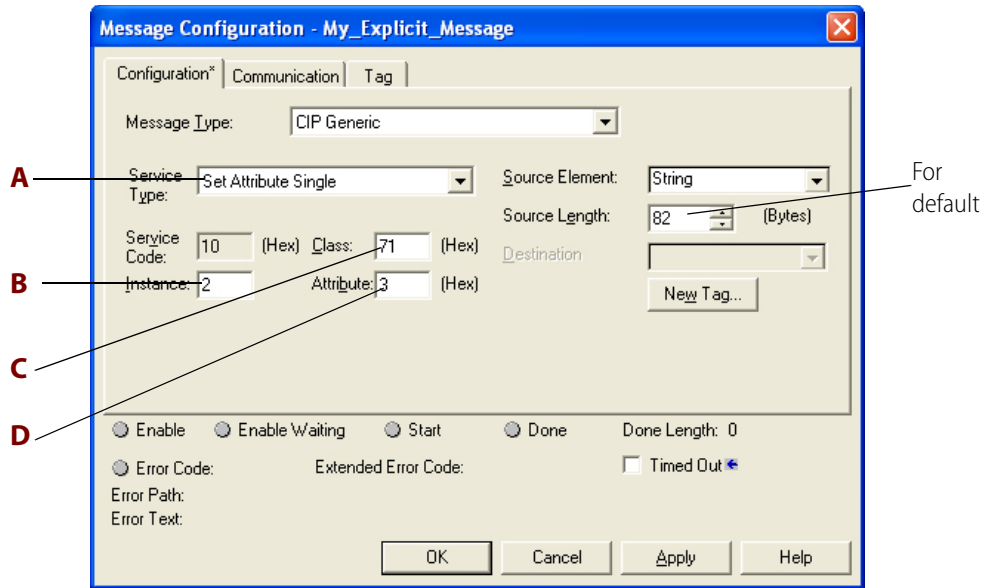 Message Configuration - My_Explicit_Message
Configuration* Communication Tag
Message Type: CIP Generic
A
Service Type: Set Attribute Single
Source Element: String
For default
Source Length: 82 (Bytes)
Service Code: 10 (Hex) Class: 71 (Hex)
Destination
B
Instance: 2 Attribute: 3 (Hex)
New Tag...
C
D
Enable Enable Waiting Start Done Done Length: 0
Error Code: Extended Error Code: Timed Out
Error Path:
Error Text:
OK Cancel Apply Help